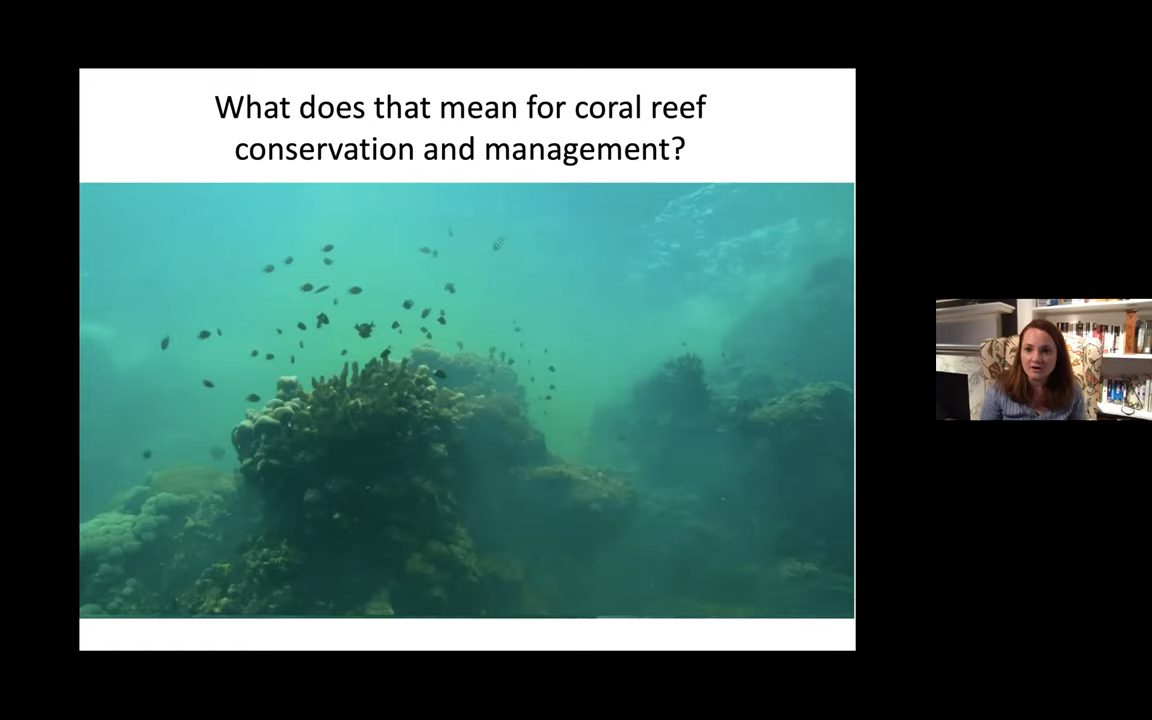 What does that mean for coral reef
conservation and management?